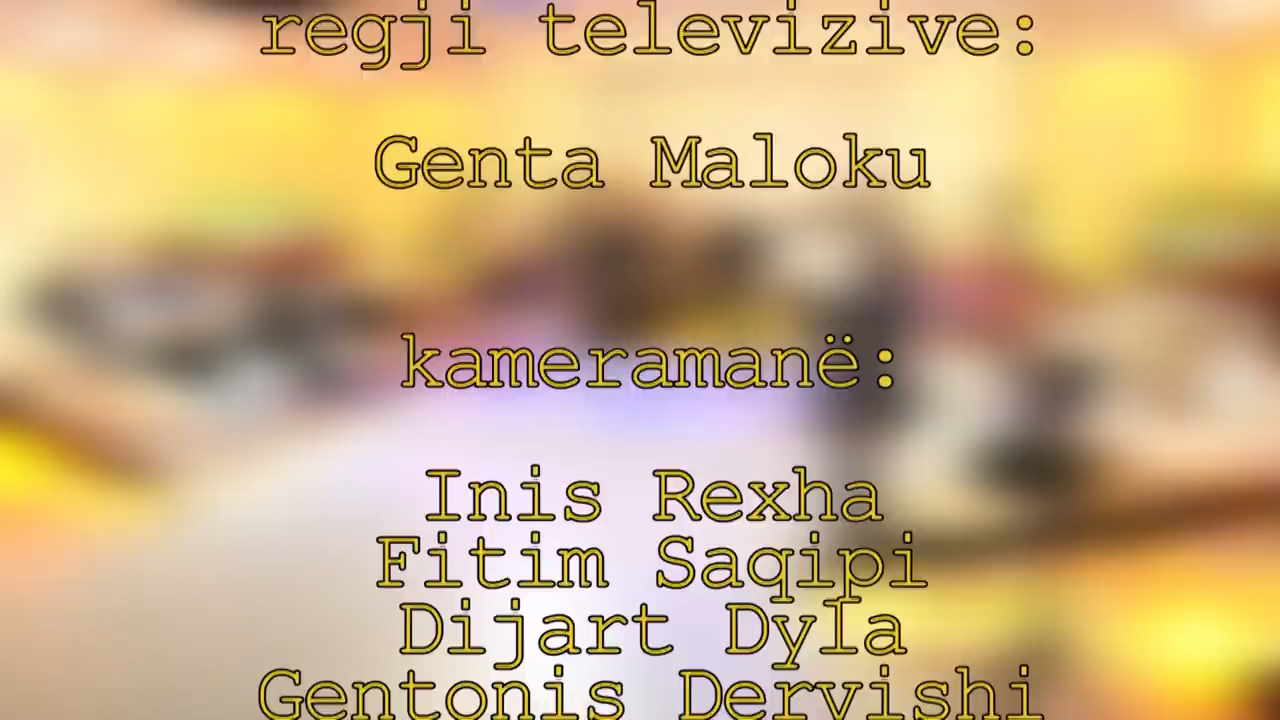 regji televizive:
Genta Maloku
kameramanë:
Inis Rexha
Fitim Saqipi
Dijart Dyla
Gentonis Dervishi